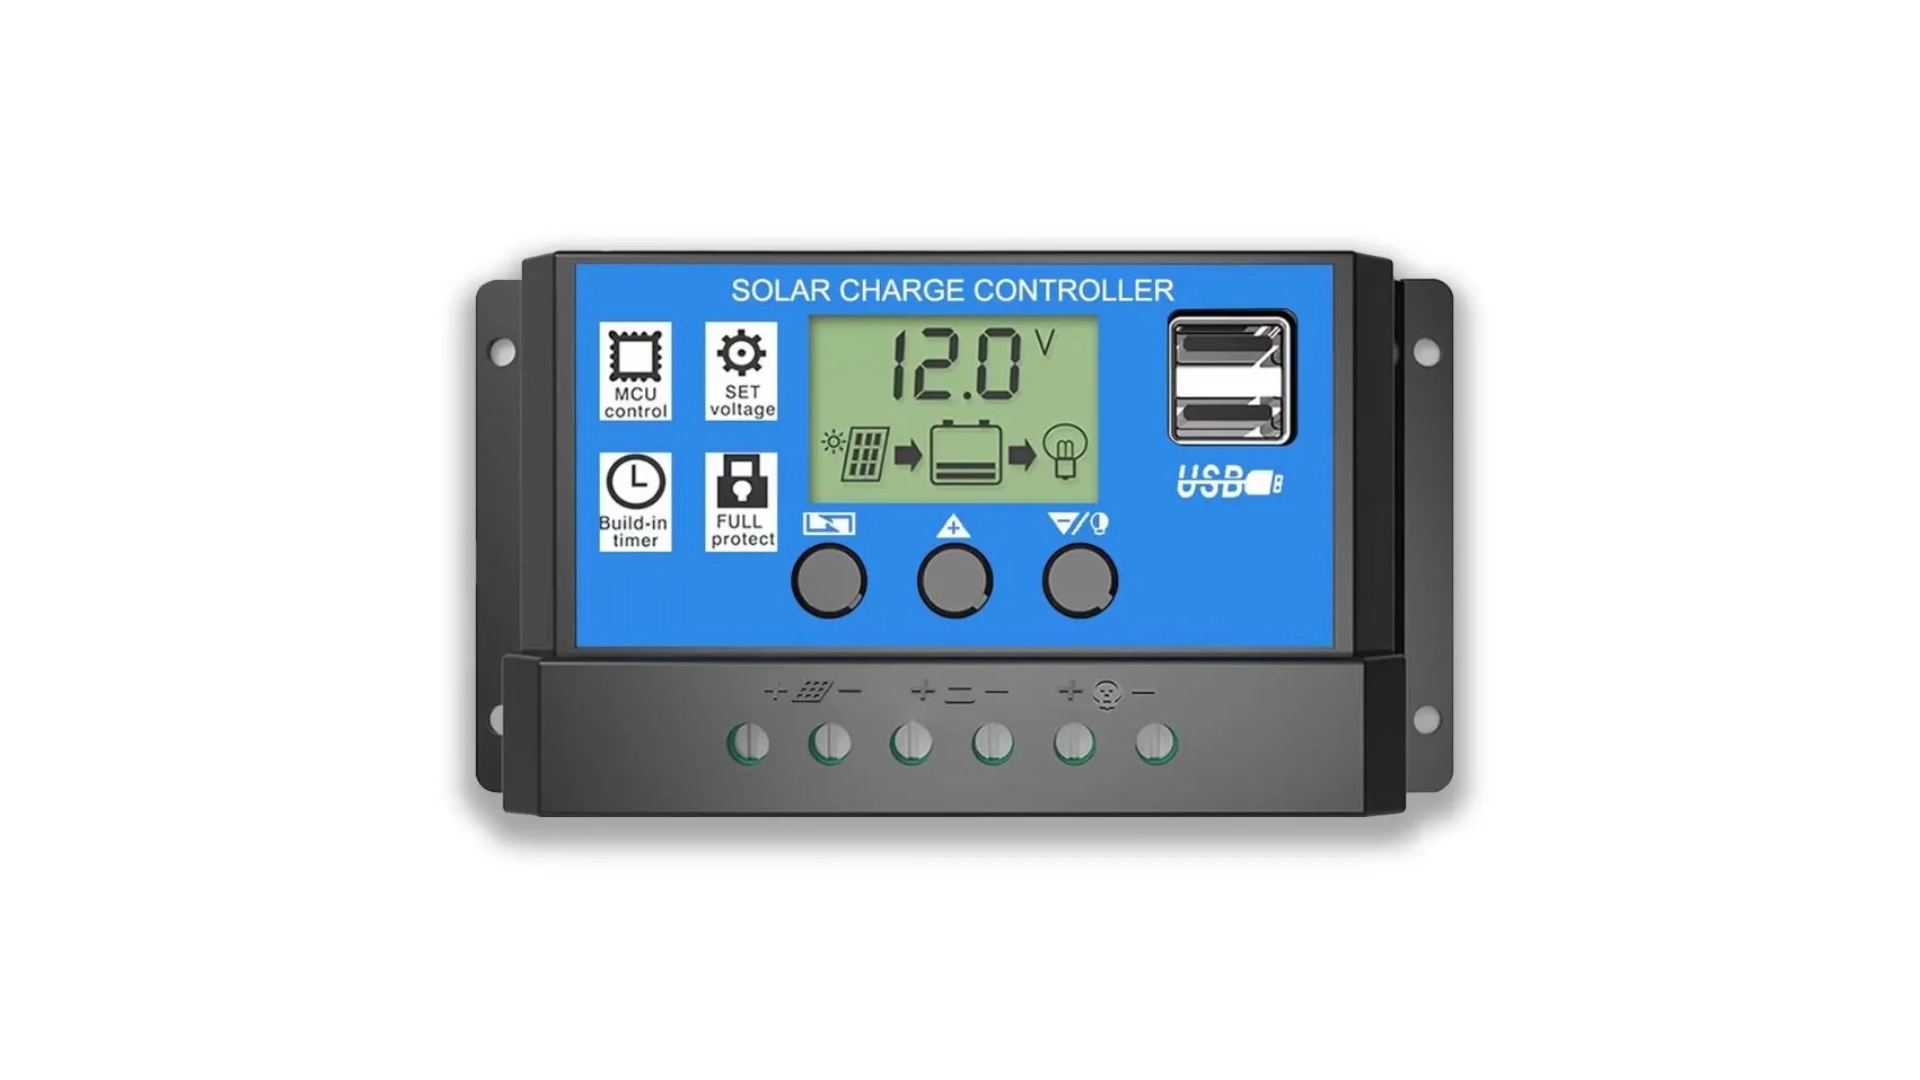 SOLAR CHARGE CONTROLLER
MCU
control
SET
voltage
12.0 V
Build-in
timer
FULL
protect
USB